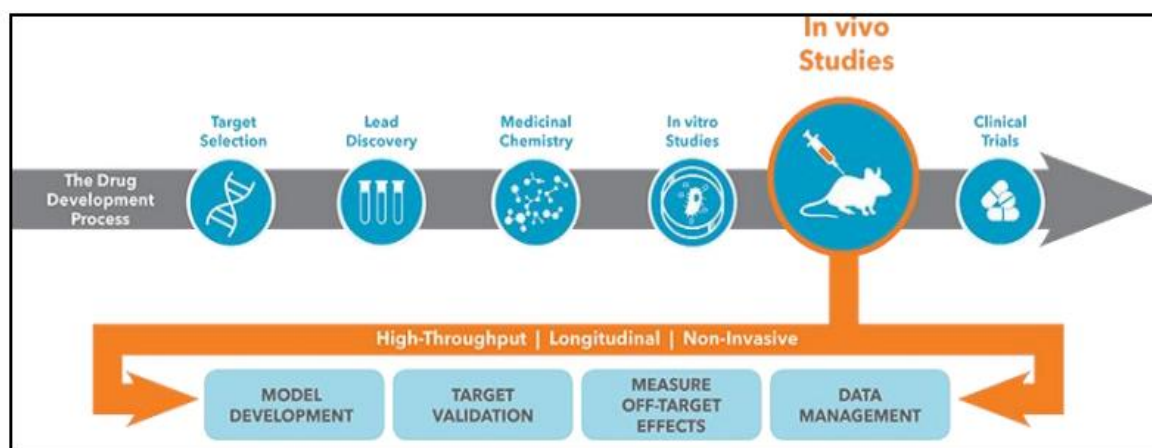 In vivo
Studies
Target
Selection
Lead
Discovery
Medicinal
Chemistry
In vitro
Studies
Clinical
Trials
The Drug
Development
Process
High-Throughput | Longitudinal | Non-Invasive
MODEL
DEVELOPMENT
TARGET
VALIDATION
MEASURE
OFF-TARGET
EFFECTS
DATA
MANAGEMENT